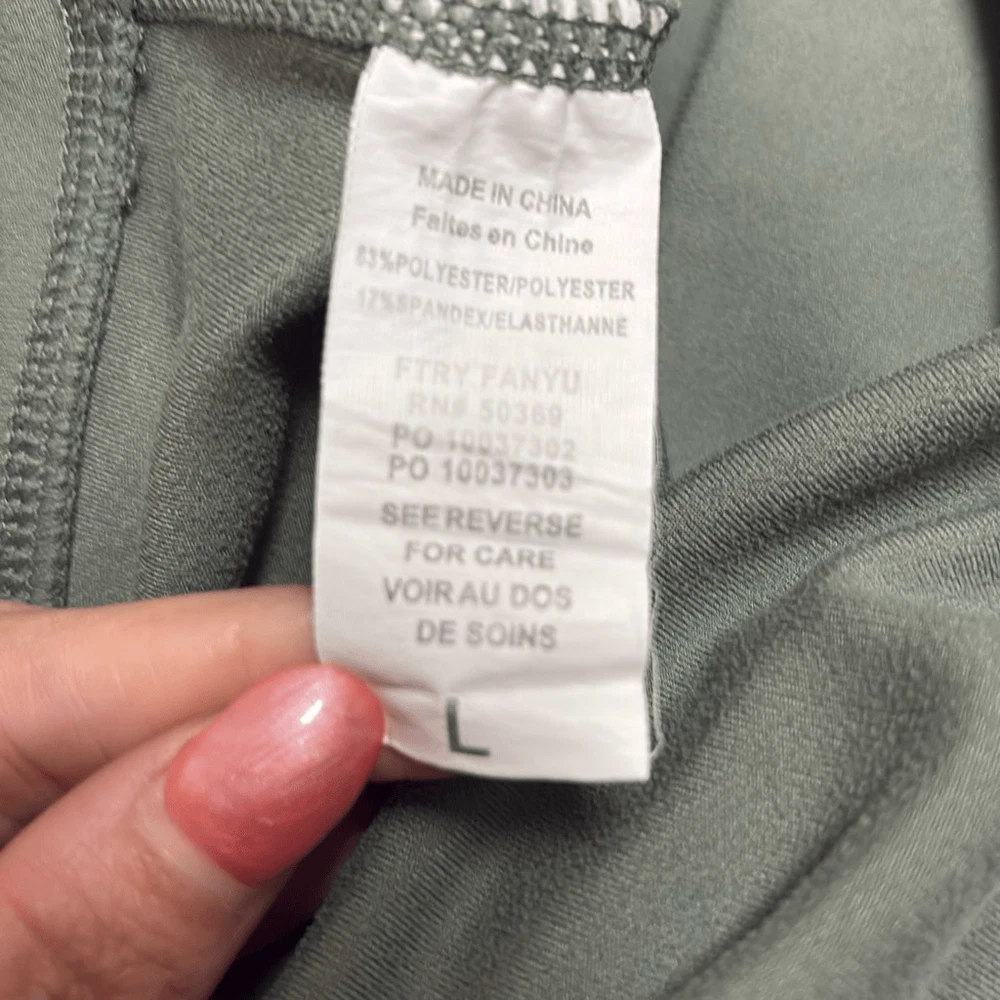 MADE IN CHINA
Faites en Chine
83%POLYESTER/POLYESTER
17%SPANDEX/ELASTHANNE
FTRY FANYU
RN# 50369
PO 10037302
PO 10037303
SEE REVERSE
FOR CARE
VOIR AU DOS
DE SOINS
L